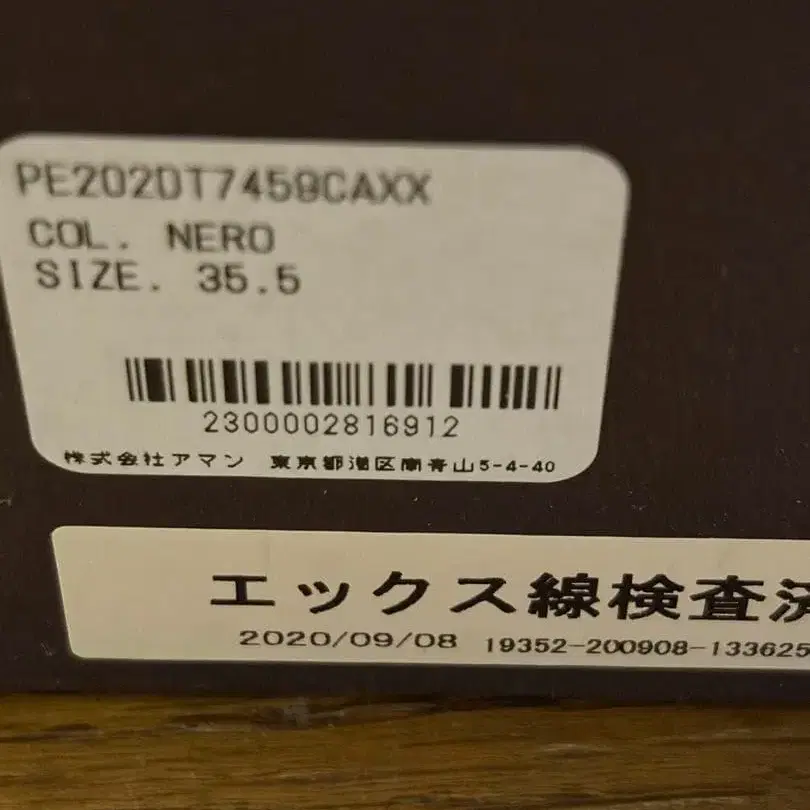 PE202DT7459CAXX
COL. NERO
SIZE. 35.5
2300002816912
株式会社アマン 東京都港区南青山5-4-40
エックス線検査済
2020/09/08 19352-200908-133625